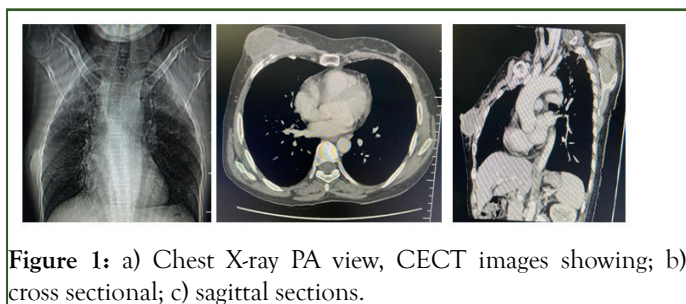 Figure 1: a) Chest X-ray PA view, CECT images showing; b)
cross sectional; c) sagittal sections.